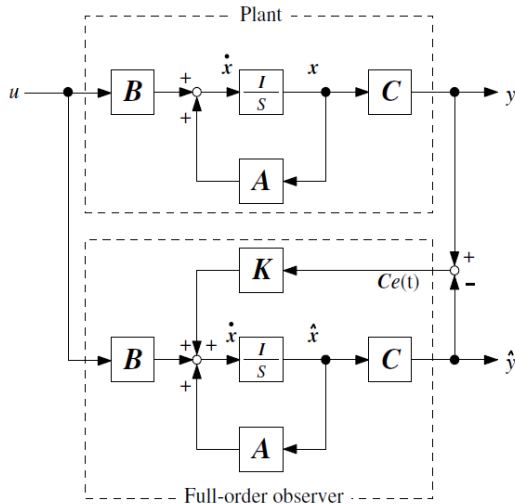 Plant
ẋ x
u B + I/S C y
+
A
K Ce(t) +
−
ẋ x̂
+ +
B I/S C ŷ
+
A
Full-order observer